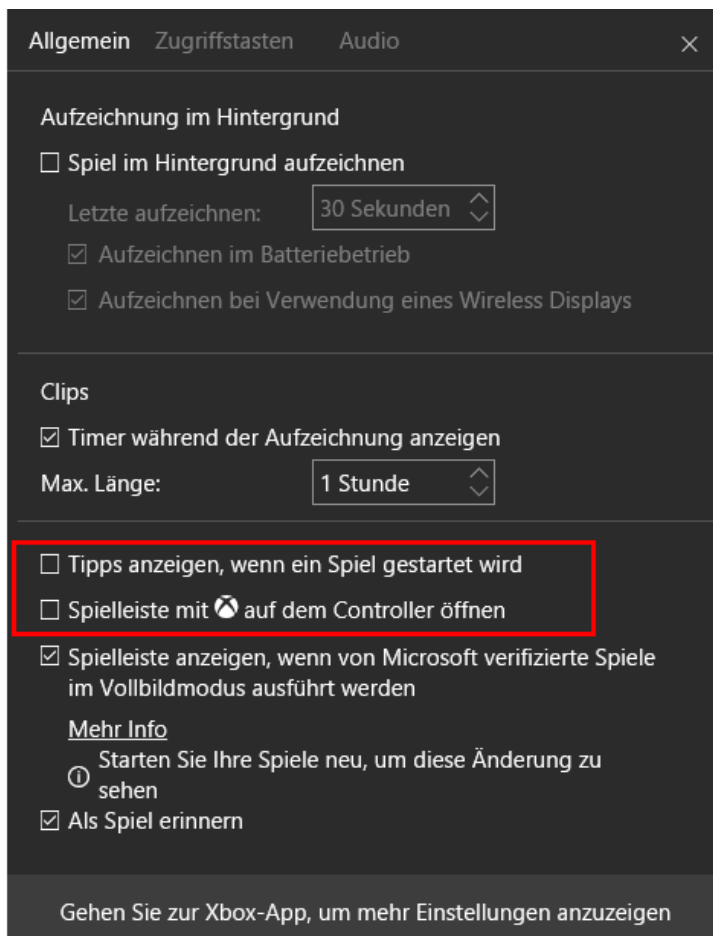 Allgemein Zugriffstasten Audio
Aufzeichnung im Hintergrund
Spiel im Hintergrund aufzeichnen
Letzte aufzeichnen: 30 Sekunden
Aufzeichnen im Batteriebetrieb
Aufzeichnen bei Verwendung eines Wireless Displays
Clips
Timer während der Aufzeichnung anzeigen
Max. Länge: 1 Stunde
Tipps anzeigen, wenn ein Spiel gestartet wird
Spielleiste mit auf dem Controller öffnen
Spielleiste anzeigen, wenn von Microsoft verifizierte Spiele
im Vollbildmodus ausführt werden
Mehr Info
Starten Sie Ihre Spiele neu, um diese Änderung zu
sehen
Als Spiel erinnern
Gehen Sie zur Xbox-App, um mehr Einstellungen anzuzeigen